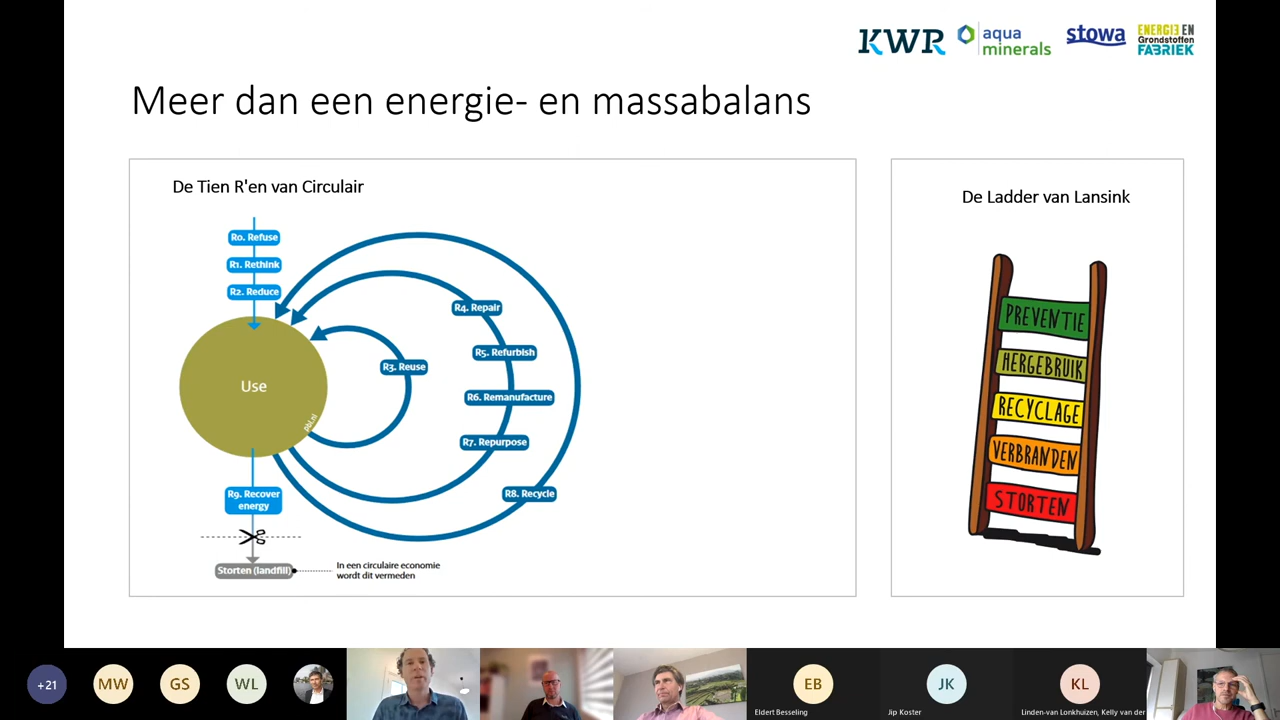 KWR
aqua
minerals
stowa
ENERGIE EN
Grondstoffen
FABRIEK
Meer dan een energie- en massabalans
De Tien R'en van Circulair
R0. Refuse
R1. Rethink
R2. Reduce
Use
pbl.nl
R3. Reuse
R4. Repair
R5. Refurbish
R6. Remanufacture
R7. Repurpose
R8. Recycle
R9. Recover
energy
Storten (landfill)
In een circulaire economie
wordt dit vermeden
De Ladder van Lansink
PREVENTIE
HERGEBRUIK
RECYCLAGE
VERBRANDEN
STORTEN
+21
MW
GS
WL
EB
Eldert Besseling
JK
Jip Koster
KL
Linden-van Lonkhuizen, Kelly van der